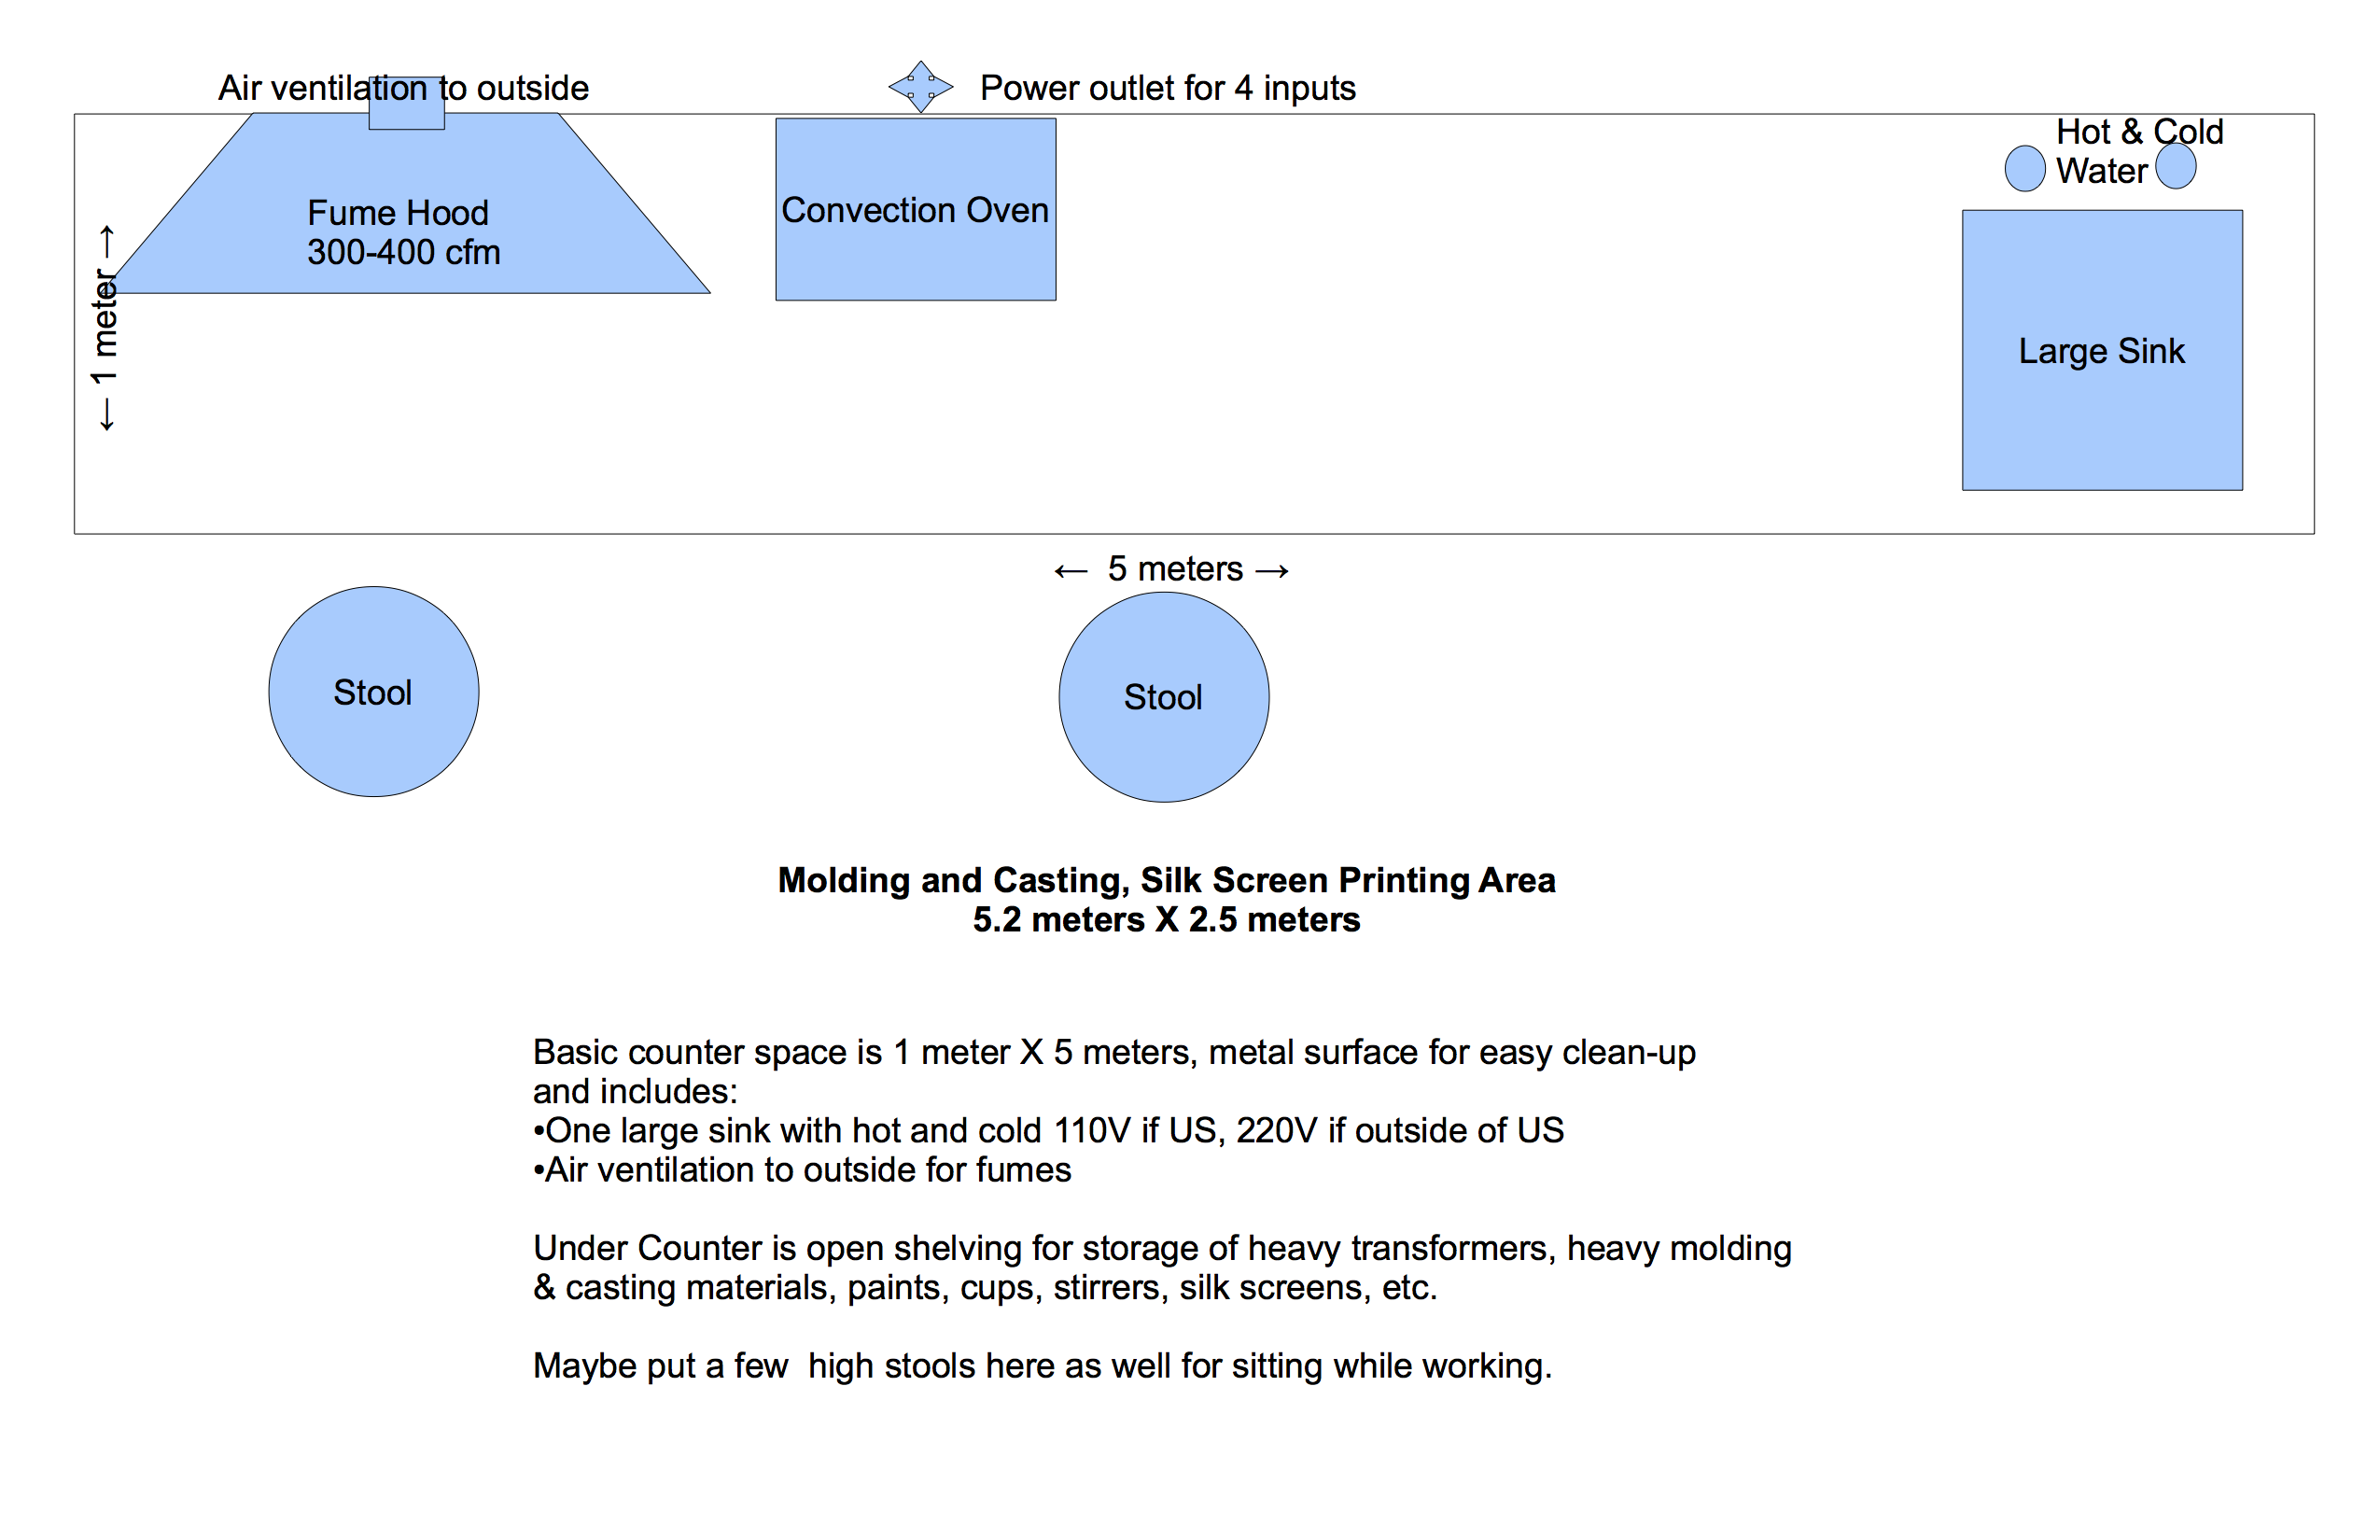 Air ventilation to outside
Power outlet for 4 inputs
Hot & Cold
Water
Fume Hood
300-400 cfm
Convection Oven
← 1 meter →
Large Sink
← 5 meters →
Stool
Stool
Molding and Casting, Silk Screen Printing Area
5.2 meters X 2.5 meters
Basic counter space is 1 meter X 5 meters, metal surface for easy clean-up
and includes:
•One large sink with hot and cold 110V if US, 220V if outside of US
•Air ventilation to outside for fumes
Under Counter is open shelving for storage of heavy transformers, heavy molding
& casting materials, paints, cups, stirrers, silk screens, etc.
Maybe put a few  high stools here as well for sitting while working.